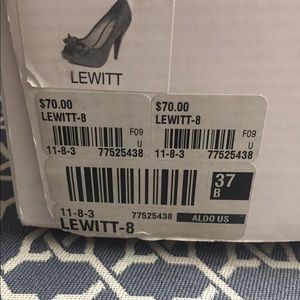 LEWITT
$70.00
LEWITT-8
F09
U
11-8-3 77525438
$70.00
LEWITT-8
F09
U
11-8-3 77525438
37
B
11-8-3 77525438 ALDO US
LEWITT-8